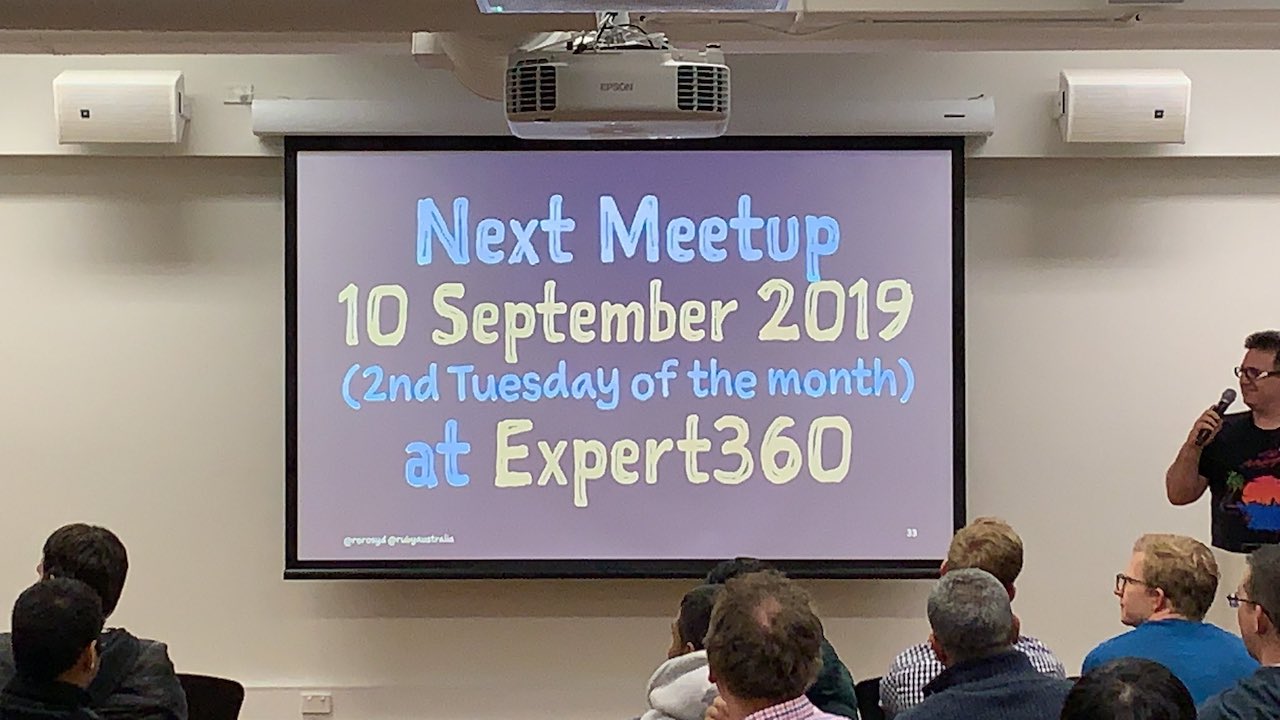 EPSON
Next Meetup
10 September 2019
(2nd Tuesday of the month)
at Expert360
@rorosyd @rubyaustralia
33